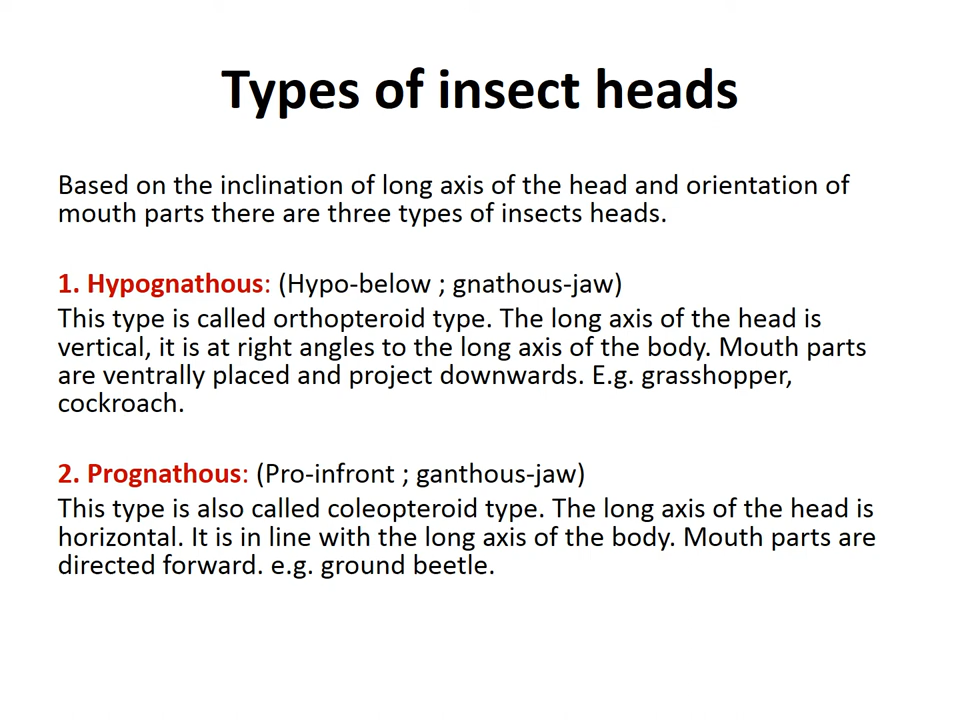 Types of insect heads
Based on the inclination of long axis of the head and orientation of
mouth parts there are three types of insects heads.
1. Hypognathous: (Hypo-below ; gnathous-jaw)
This type is called orthopteroid type. The long axis of the head is
vertical, it is at right angles to the long axis of the body. Mouth parts
are ventrally placed and project downwards. E.g. grasshopper,
cockroach.
2. Prognathous: (Pro-infront ; ganthous-jaw)
This type is also called coleopteroid type. The long axis of the head is
horizontal. It is in line with the long axis of the body. Mouth parts are
directed forward. e.g. ground beetle.